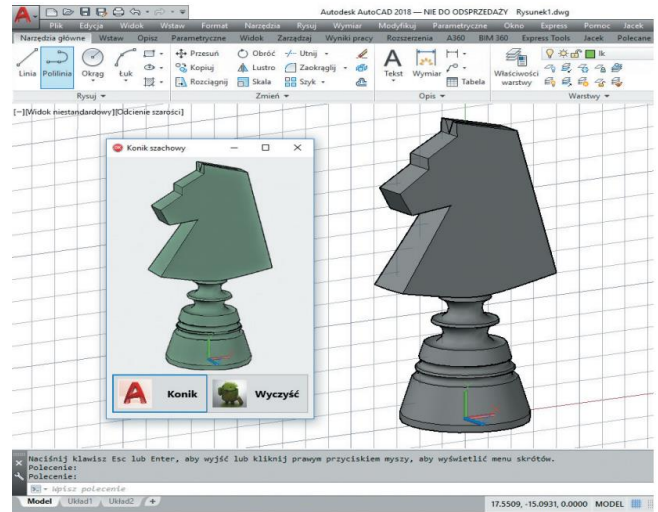 Autodesk AutoCAD 2018 — NIE DO ODSPRZEDAŻY Rysunek1.dwg
Plik Edycja Widok Wstaw Format Narzędzia Rysuj Wymiar Modyfikuj Parametryczne Okno Express Pomoc Jacek
Narzędzia główne Wstaw Opisz Parametryczne Widok Zarządzaj Wyniki pracy Rozszerzenia A360 BIM 360 Express Tools Jacek Polecane
Linia Polilinia Okrąg Łuk
Przesuń Obróć Utnij
Kopiuj Lustro Zaokrąglij
Rozciągnij Skala Szyk
Tekst Wymiar Tabela
Właściwości warstwy
lk
Rysuj Zmień Opis Warstwy
[−][Widok niestandardowy][Odcienie szarości]
Konik szachowy
Konik Wyczyść
Naciśnij klawisz Esc lub Enter, aby wyjść lub kliknij prawym przyciskiem myszy, aby wyświetlić menu skrótów.
Polecenie:
Polecenie:
Wpisz polecenie
Model Układ1 Układ2 +
17.5509, -15.0931, 0.0000 MODEL